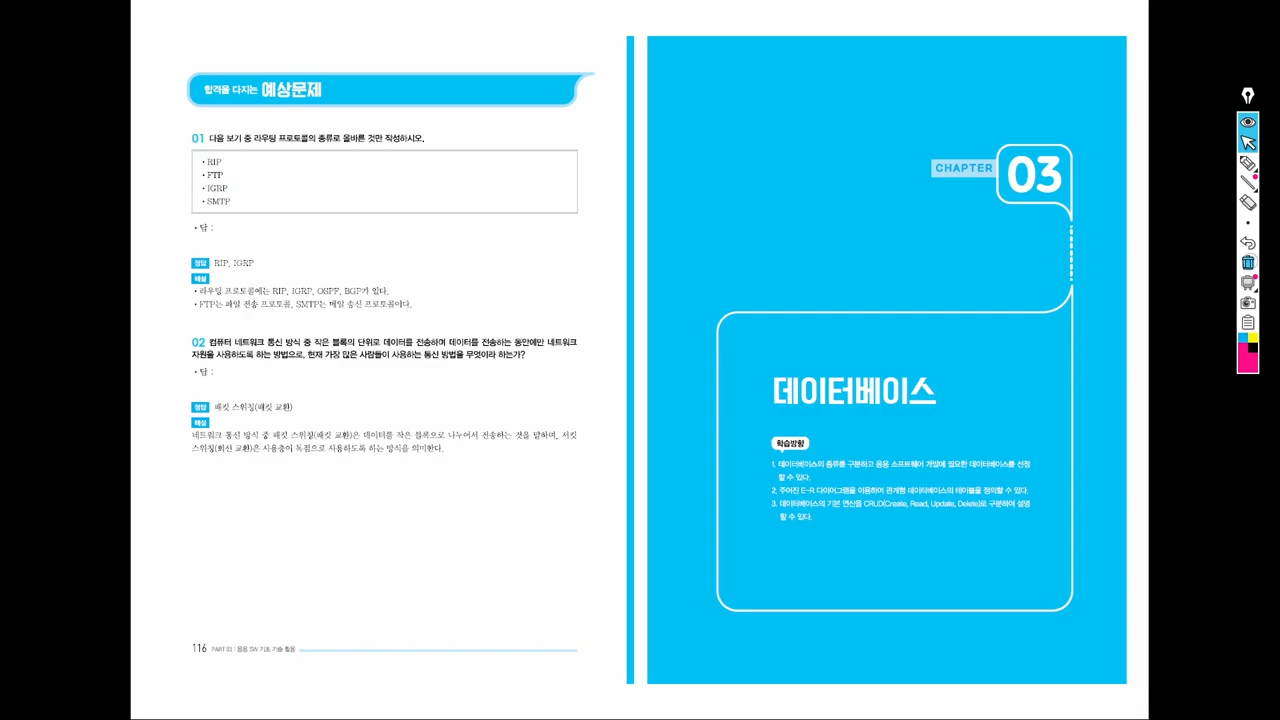 합격을 다지는 예상문제
01 다음 보기 중 라우팅 프로토콜의 종류로 올바른 것만 작성하시오.
• RIP
• FTP
• IGRP
• SMTP
• 답 :
정답 RIP, IGRP
해설
• 라우팅 프로토콜에는 RIP, IGRP, OSPF, BGP가 있다.
• FTP는 파일 전송 프로토콜, SMTP는 메일 송신 프로토콜이다.
02 컴퓨터 네트워크 통신 방식 중 작은 블록의 단위로 데이터를 전송하며 데이터를 전송하는 동안에만 네트워크
자원을 사용하도록 하는 방법으로, 현재 가장 많은 사람들이 사용하는 통신 방법을 무엇이라 하는가?
• 답 :
정답 패킷 스위칭(패킷 교환)
해설
네트워크 통신 방식 중 패킷 스위칭(패킷 교환)은 데이터를 작은 블록으로 나누어서 전송하는 것을 말하며, 서킷
스위칭(회선 교환)은 사용층이 독점으로 사용하도록 하는 방식을 의미한다.
116 PART 03 : 응용 SW 기초 기술 활용
CHAPTER 03
데이터베이스
학습방향
1. 데이터베이스의 종류를 구분하고 응용 소프트웨어 개발에 필요한 데이터베이스를 선정
할 수 있다.
2. 주어진 E-R 다이어그램을 이용하여 관계형 데이터베이스의 테이블을 정의할 수 있다.
3. 데이터베이스의 기본 연산을 CRUD(Create, Read, Update, Delete)로 구분하여 설명
할 수 있다.